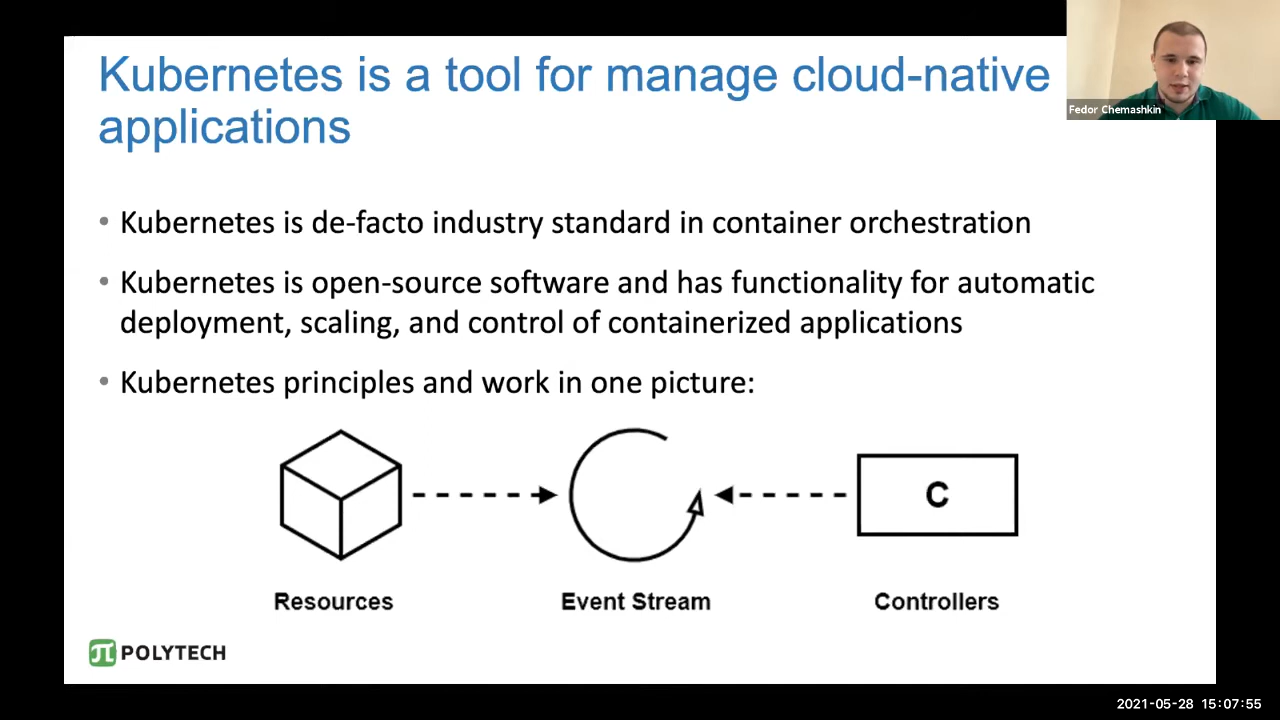 Kubernetes is a tool for manage cloud-native
applications
Fedor Chemashkin
• Kubernetes is de-facto industry standard in container orchestration
• Kubernetes is open-source software and has functionality for automatic
deployment, scaling, and control of containerized applications
• Kubernetes principles and work in one picture:
C
Resources
Event Stream
Controllers
π POLYTECH
2021-05-28 15:07:55